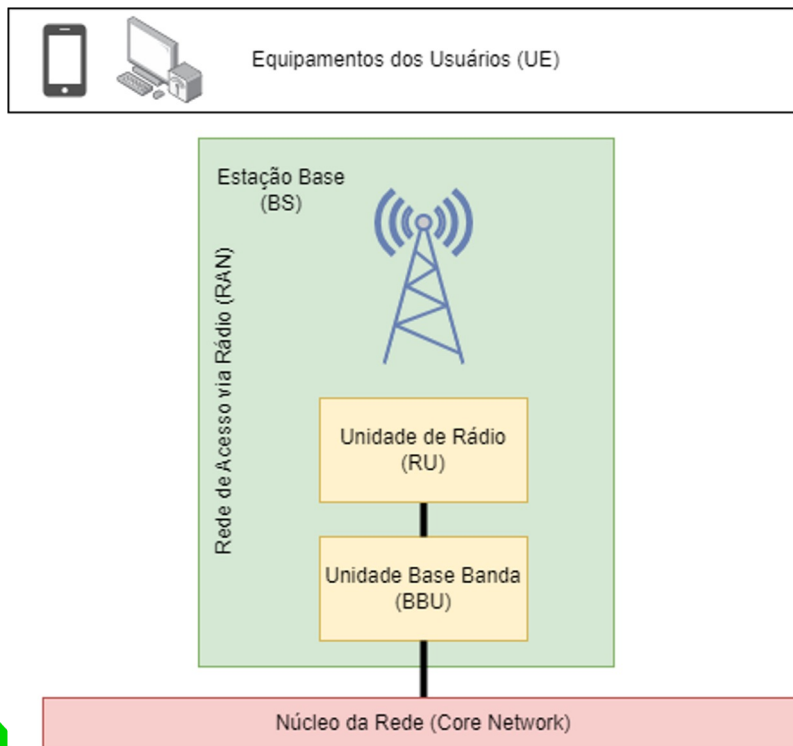 Equipamentos dos Usuários (UE)
Estação Base
(BS)
Rede de Acesso via Rádio (RAN)
Unidade de Rádio
(RU)
Unidade Base Banda
(BBU)
Núcleo da Rede (Core Network)